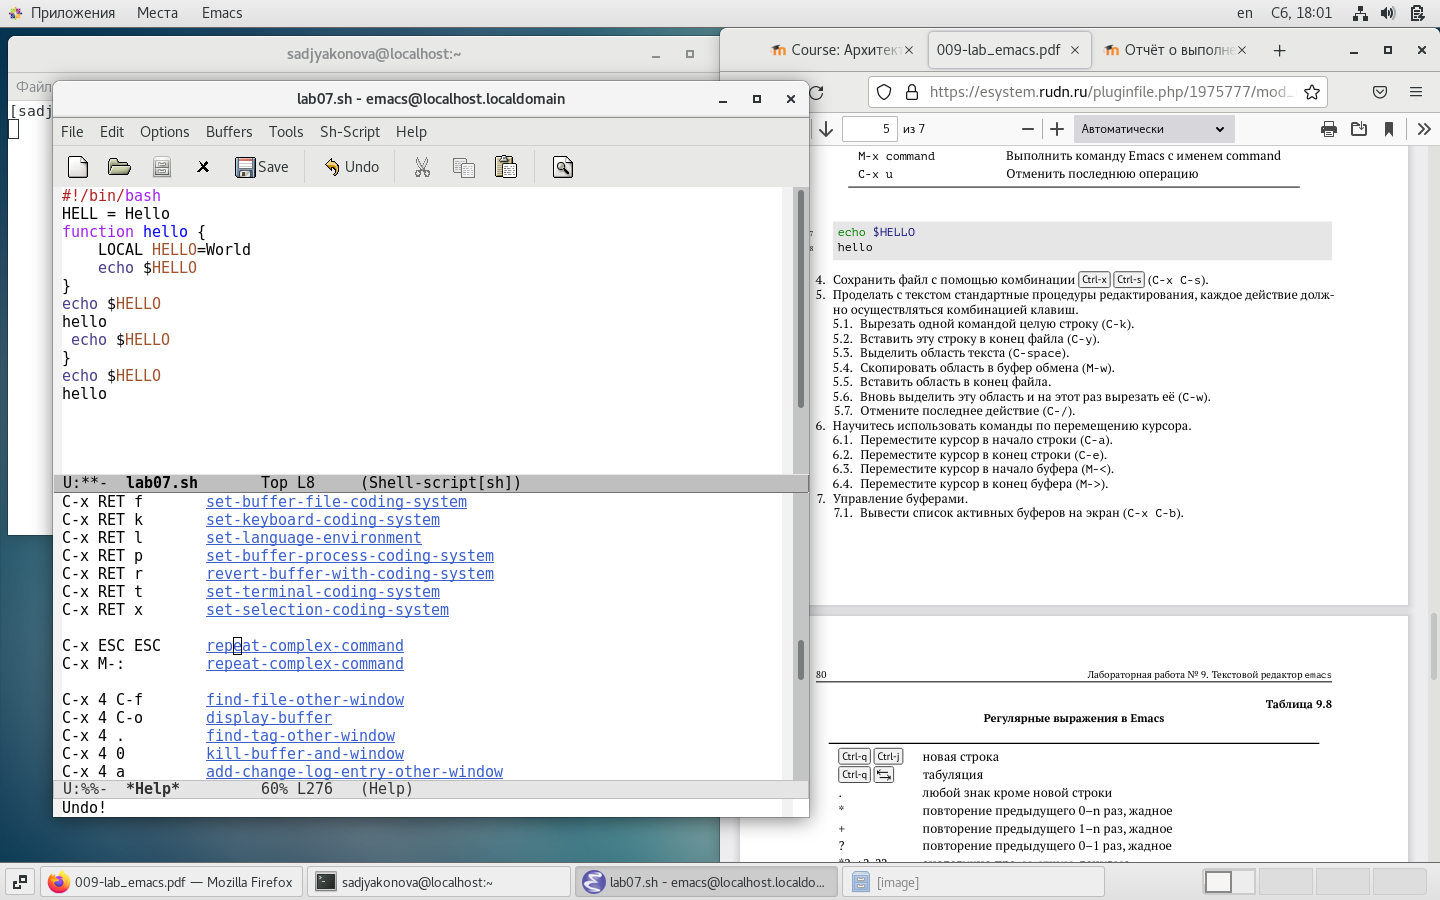 Приложения Места Emacs en Сб, 18:01
sadjyakonova@localhost:~
Файл
[sadj
lab07.sh - emacs@localhost.localdomain
File Edit Options Buffers Tools Sh-Script Help
Save Undo
#!/bin/bash
HELL = Hello
function hello {
    LOCAL HELLO=World
    echo $HELLO
}
echo $HELLO
hello
 echo $HELLO
}
echo $HELLO
hello
U:**-  lab07.sh       Top L8     (Shell-script[sh])
C-x RET f       set-buffer-file-coding-system
C-x RET k       set-keyboard-coding-system
C-x RET l       set-language-environment
C-x RET p       set-buffer-process-coding-system
C-x RET r       revert-buffer-with-coding-system
C-x RET t       set-terminal-coding-system
C-x RET x       set-selection-coding-system
C-x ESC ESC     repeat-complex-command
C-x M-:         repeat-complex-command
C-x 4 C-f       find-file-other-window
C-x 4 C-o       display-buffer
C-x 4 .         find-tag-other-window
C-x 4 0         kill-buffer-and-window
C-x 4 a         add-change-log-entry-other-window
U:%%-  *Help*         60% L276   (Help)
Undo!
Course: Архитект 009-lab_emacs.pdf Отчёт о выполне
https://esystem.rudn.ru/pluginfile.php/1975777/mod_
5 из 7 Автоматически
M-x command Выполнить команду Emacs с именем command
C-x u Отменить последнюю операцию
7 echo $HELLO
8 hello
4. Сохранить файл с помощью комбинации Ctrl-x Ctrl-s (C-x C-s).
5. Проделать с текстом стандартные процедуры редактирования, каждое действие долж-
но осуществляться комбинацией клавиш.
5.1. Вырезать одной командой целую строку (C-k).
5.2. Вставить эту строку в конец файла (C-y).
5.3. Выделить область текста (C-space).
5.4. Скопировать область в буфер обмена (M-w).
5.5. Вставить область в конец файла.
5.6. Вновь выделить эту область и на этот раз вырезать её (C-w).
5.7. Отмените последнее действие (C-/).
6. Научитесь использовать команды по перемещению курсора.
6.1. Переместите курсор в начало строки (C-a).
6.2. Переместите курсор в конец строки (C-e).
6.3. Переместите курсор в начало буфера (M-<).
6.4. Переместите курсор в конец буфера (M->).
7. Управление буферами.
7.1. Вывести список активных буферов на экран (C-x C-b).
80 Лабораторная работа № 9. Текстовой редактор emacs
Таблица 9.8
Регулярные выражения в Emacs
Ctrl-q Ctrl-j новая строка
Ctrl-q табуляция
. любой знак кроме новой строки
* повторение предыдущего 0–n раз, жадное
+ повторение предыдущего 1–n раз, жадное
? повторение предыдущего 0–1 раз, жадное
009-lab_emacs.pdf — Mozilla Firefox sadjyakonova@localhost:~ lab07.sh - emacs@localhost.localdo... [image]